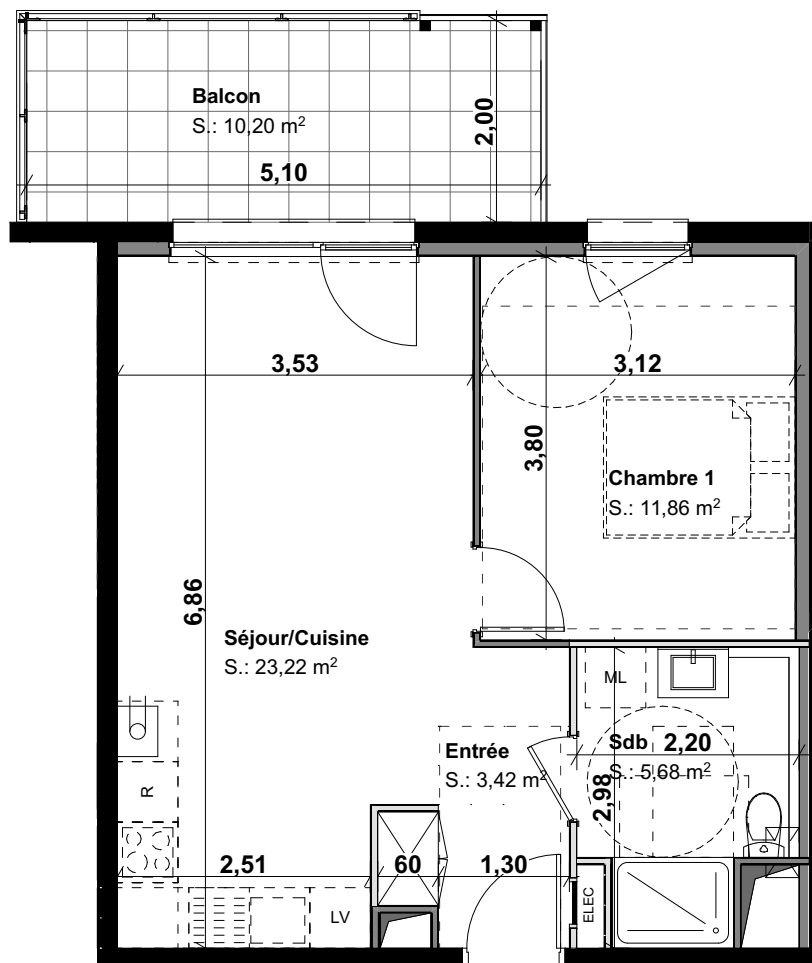 Balcon
S.: 10,20 m²
2,00
5,10
3,53
3,12
3,80
Chambre 1
S.: 11,86 m²
6,86
Séjour/Cuisine
S.: 23,22 m²
ML
Entrée
S.: 3,42 m²
Sdb
2,20
S.: 5,68 m²
2,98
R
2,51
60
1,30
LV
ELEC